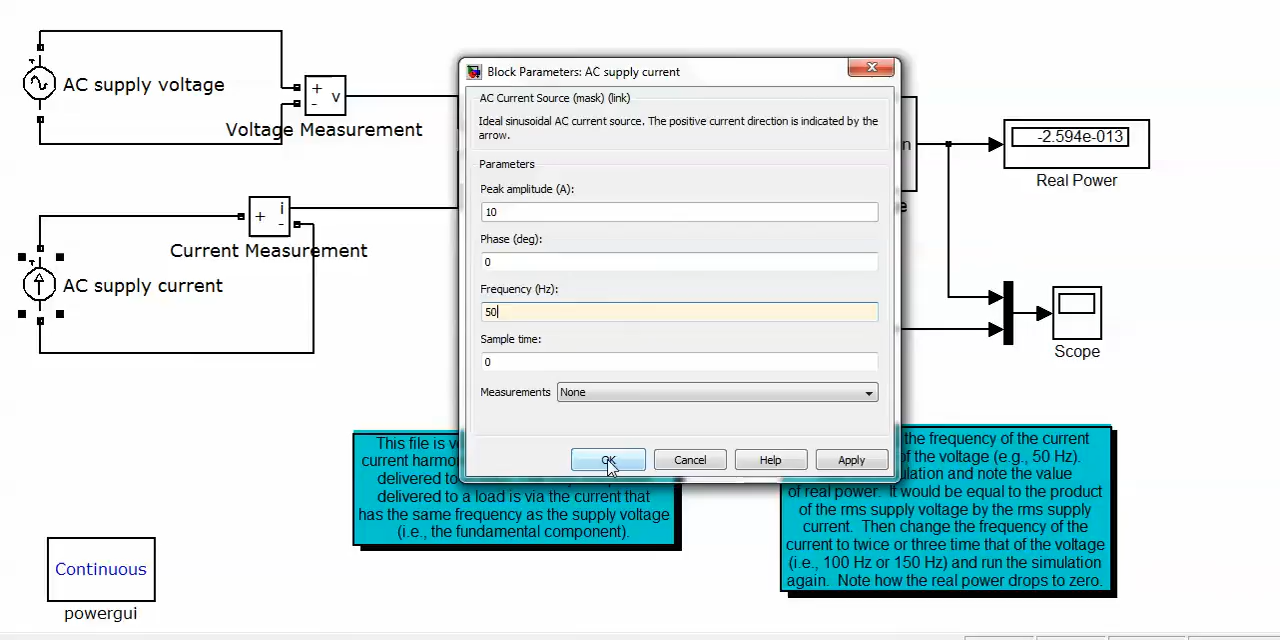 AC supply voltage
+
-
v
Voltage Measurement
+
i
-
Current Measurement
AC supply current
Block Parameters: AC supply current
AC Current Source (mask) (link)
Ideal sinusoidal AC current source. The positive current direction is indicated by the
arrow.
Parameters
Peak amplitude (A):
10
Phase (deg):
0
Frequency (Hz):
50
Sample time:
0
Measurements
None
OK
Cancel
Help
Apply
n
e
-2.594e-013
Real Power
Scope
This file is v
current harmo
delivered to
delivered to a load is via the current that
has the same frequency as the supply voltage
(i.e., the fundamental component).
the frequency of the current
of the voltage (e.g., 50 Hz).
ulation and note the value
of real power. It would be equal to the product
of the rms supply voltage by the rms supply
current. Then change the frequency of the
current to twice or three time that of the voltage
(i.e., 100 Hz or 150 Hz) and run the simulation
again. Note how the real power drops to zero.
Continuous
powergui